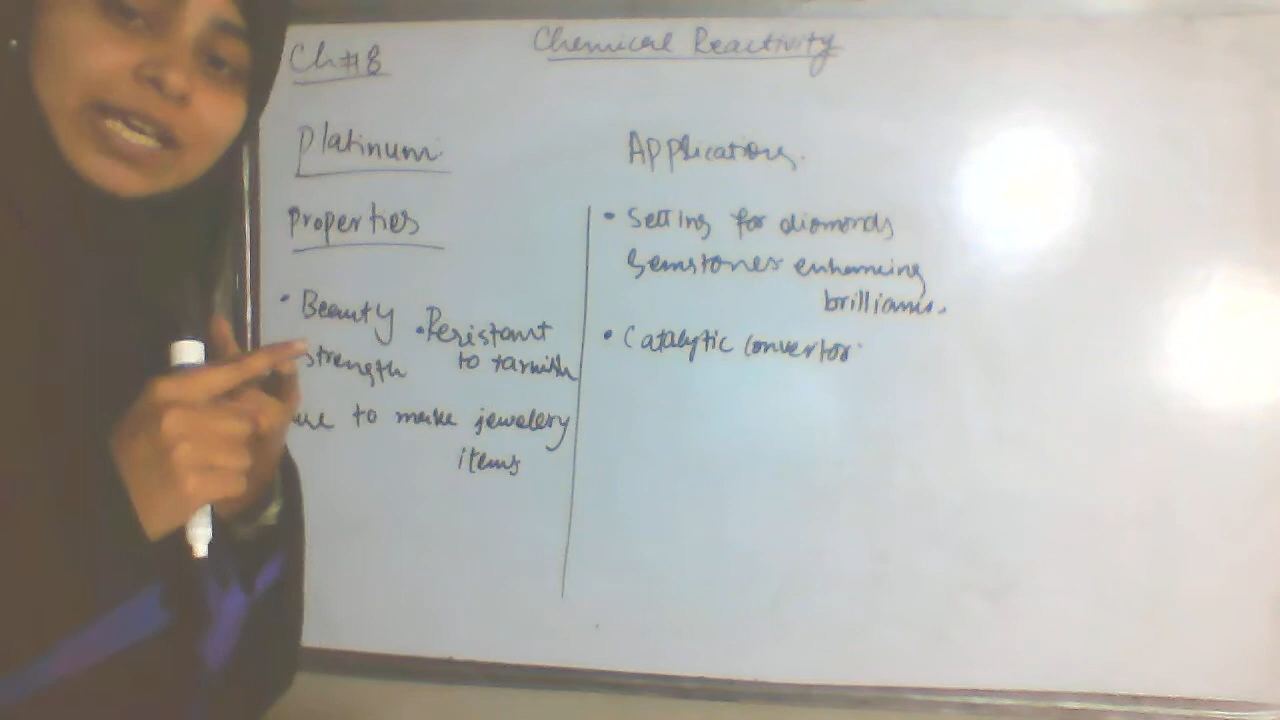 Ch#8
Chemical Reactivity
Platinum
Properties
• Beauty
strength
• Resistant
to tarnish
use to make jewelery
items
Applications.
• Setting for diamonds
Gemstones enhancing
brilliance.
• Catalytic convertor.